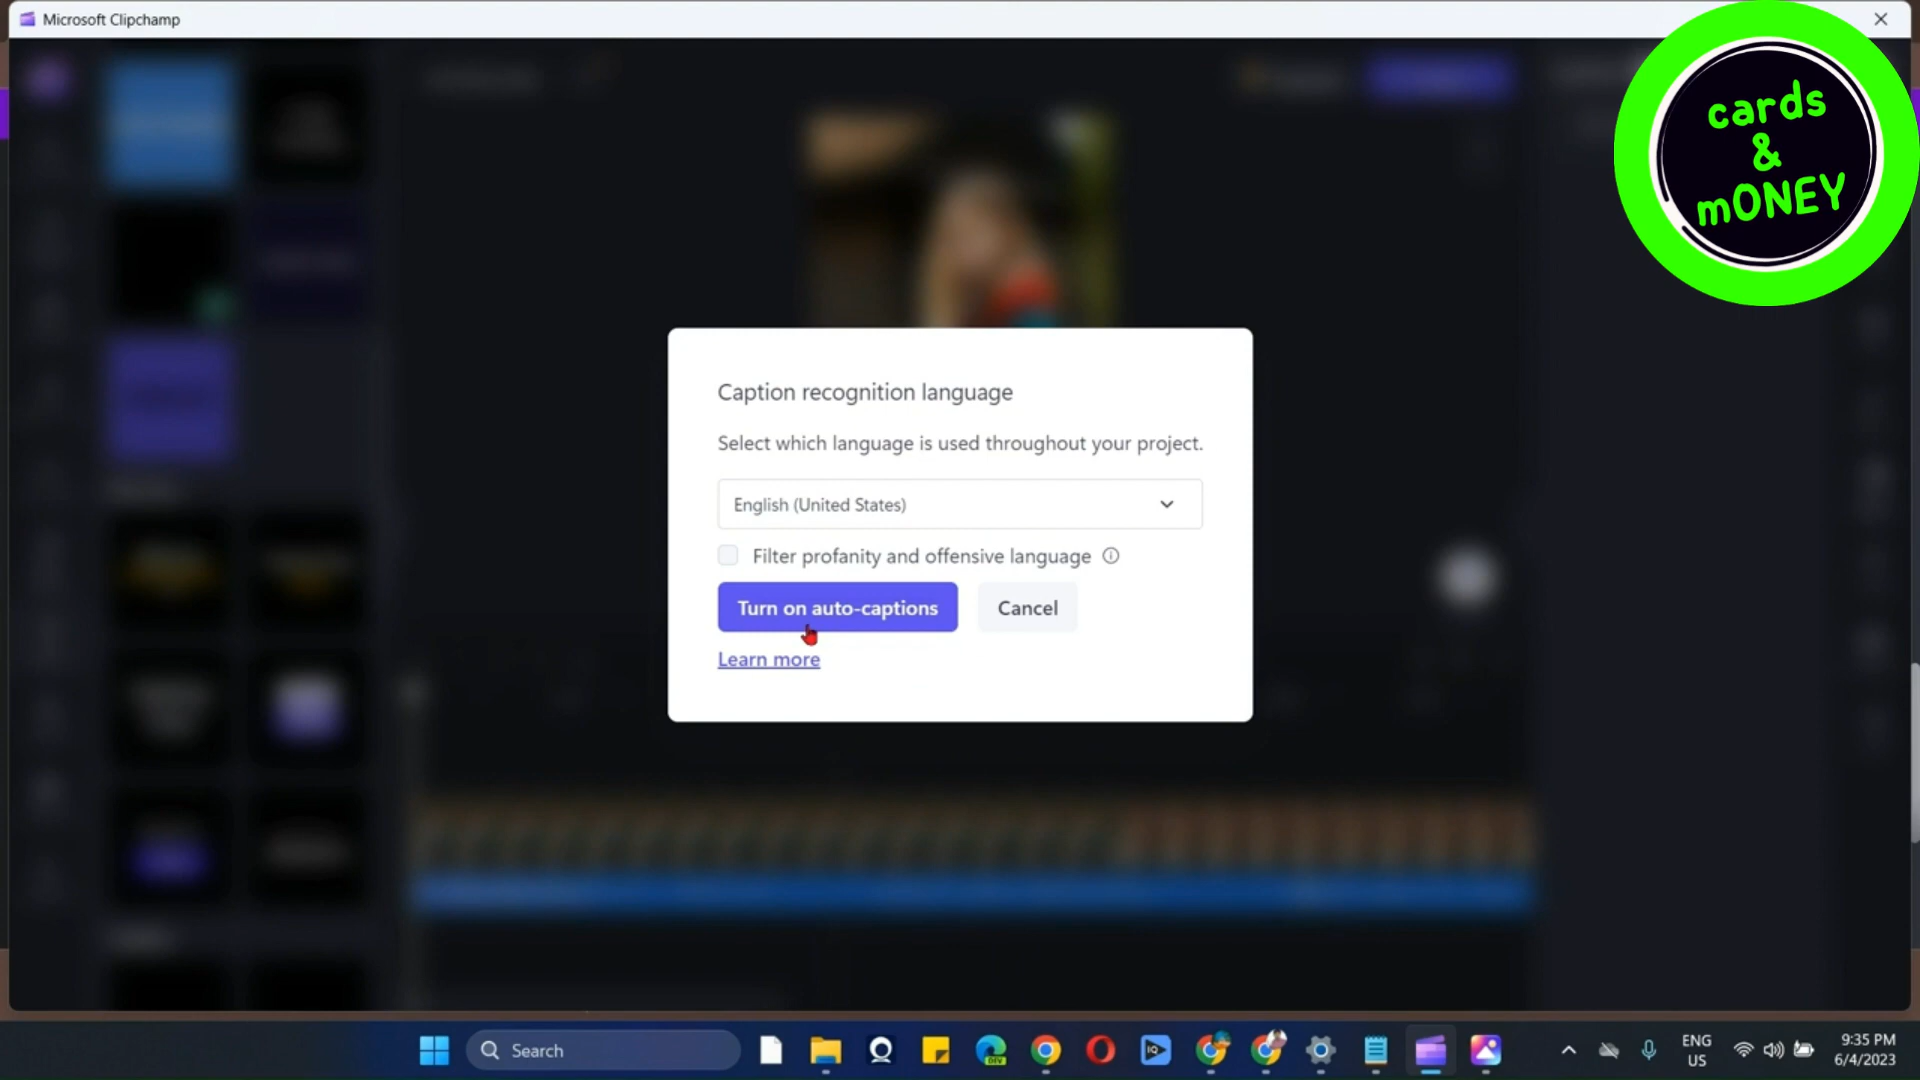 Microsoft Clipchamp
cards
&
mONEY
Caption recognition language
Select which language is used throughout your project.
English (United States)
Filter profanity and offensive language
Turn on auto-captions
Cancel
Learn more
Search
DEV
IQ
ENG
US
9:35 PM
6/4/2023